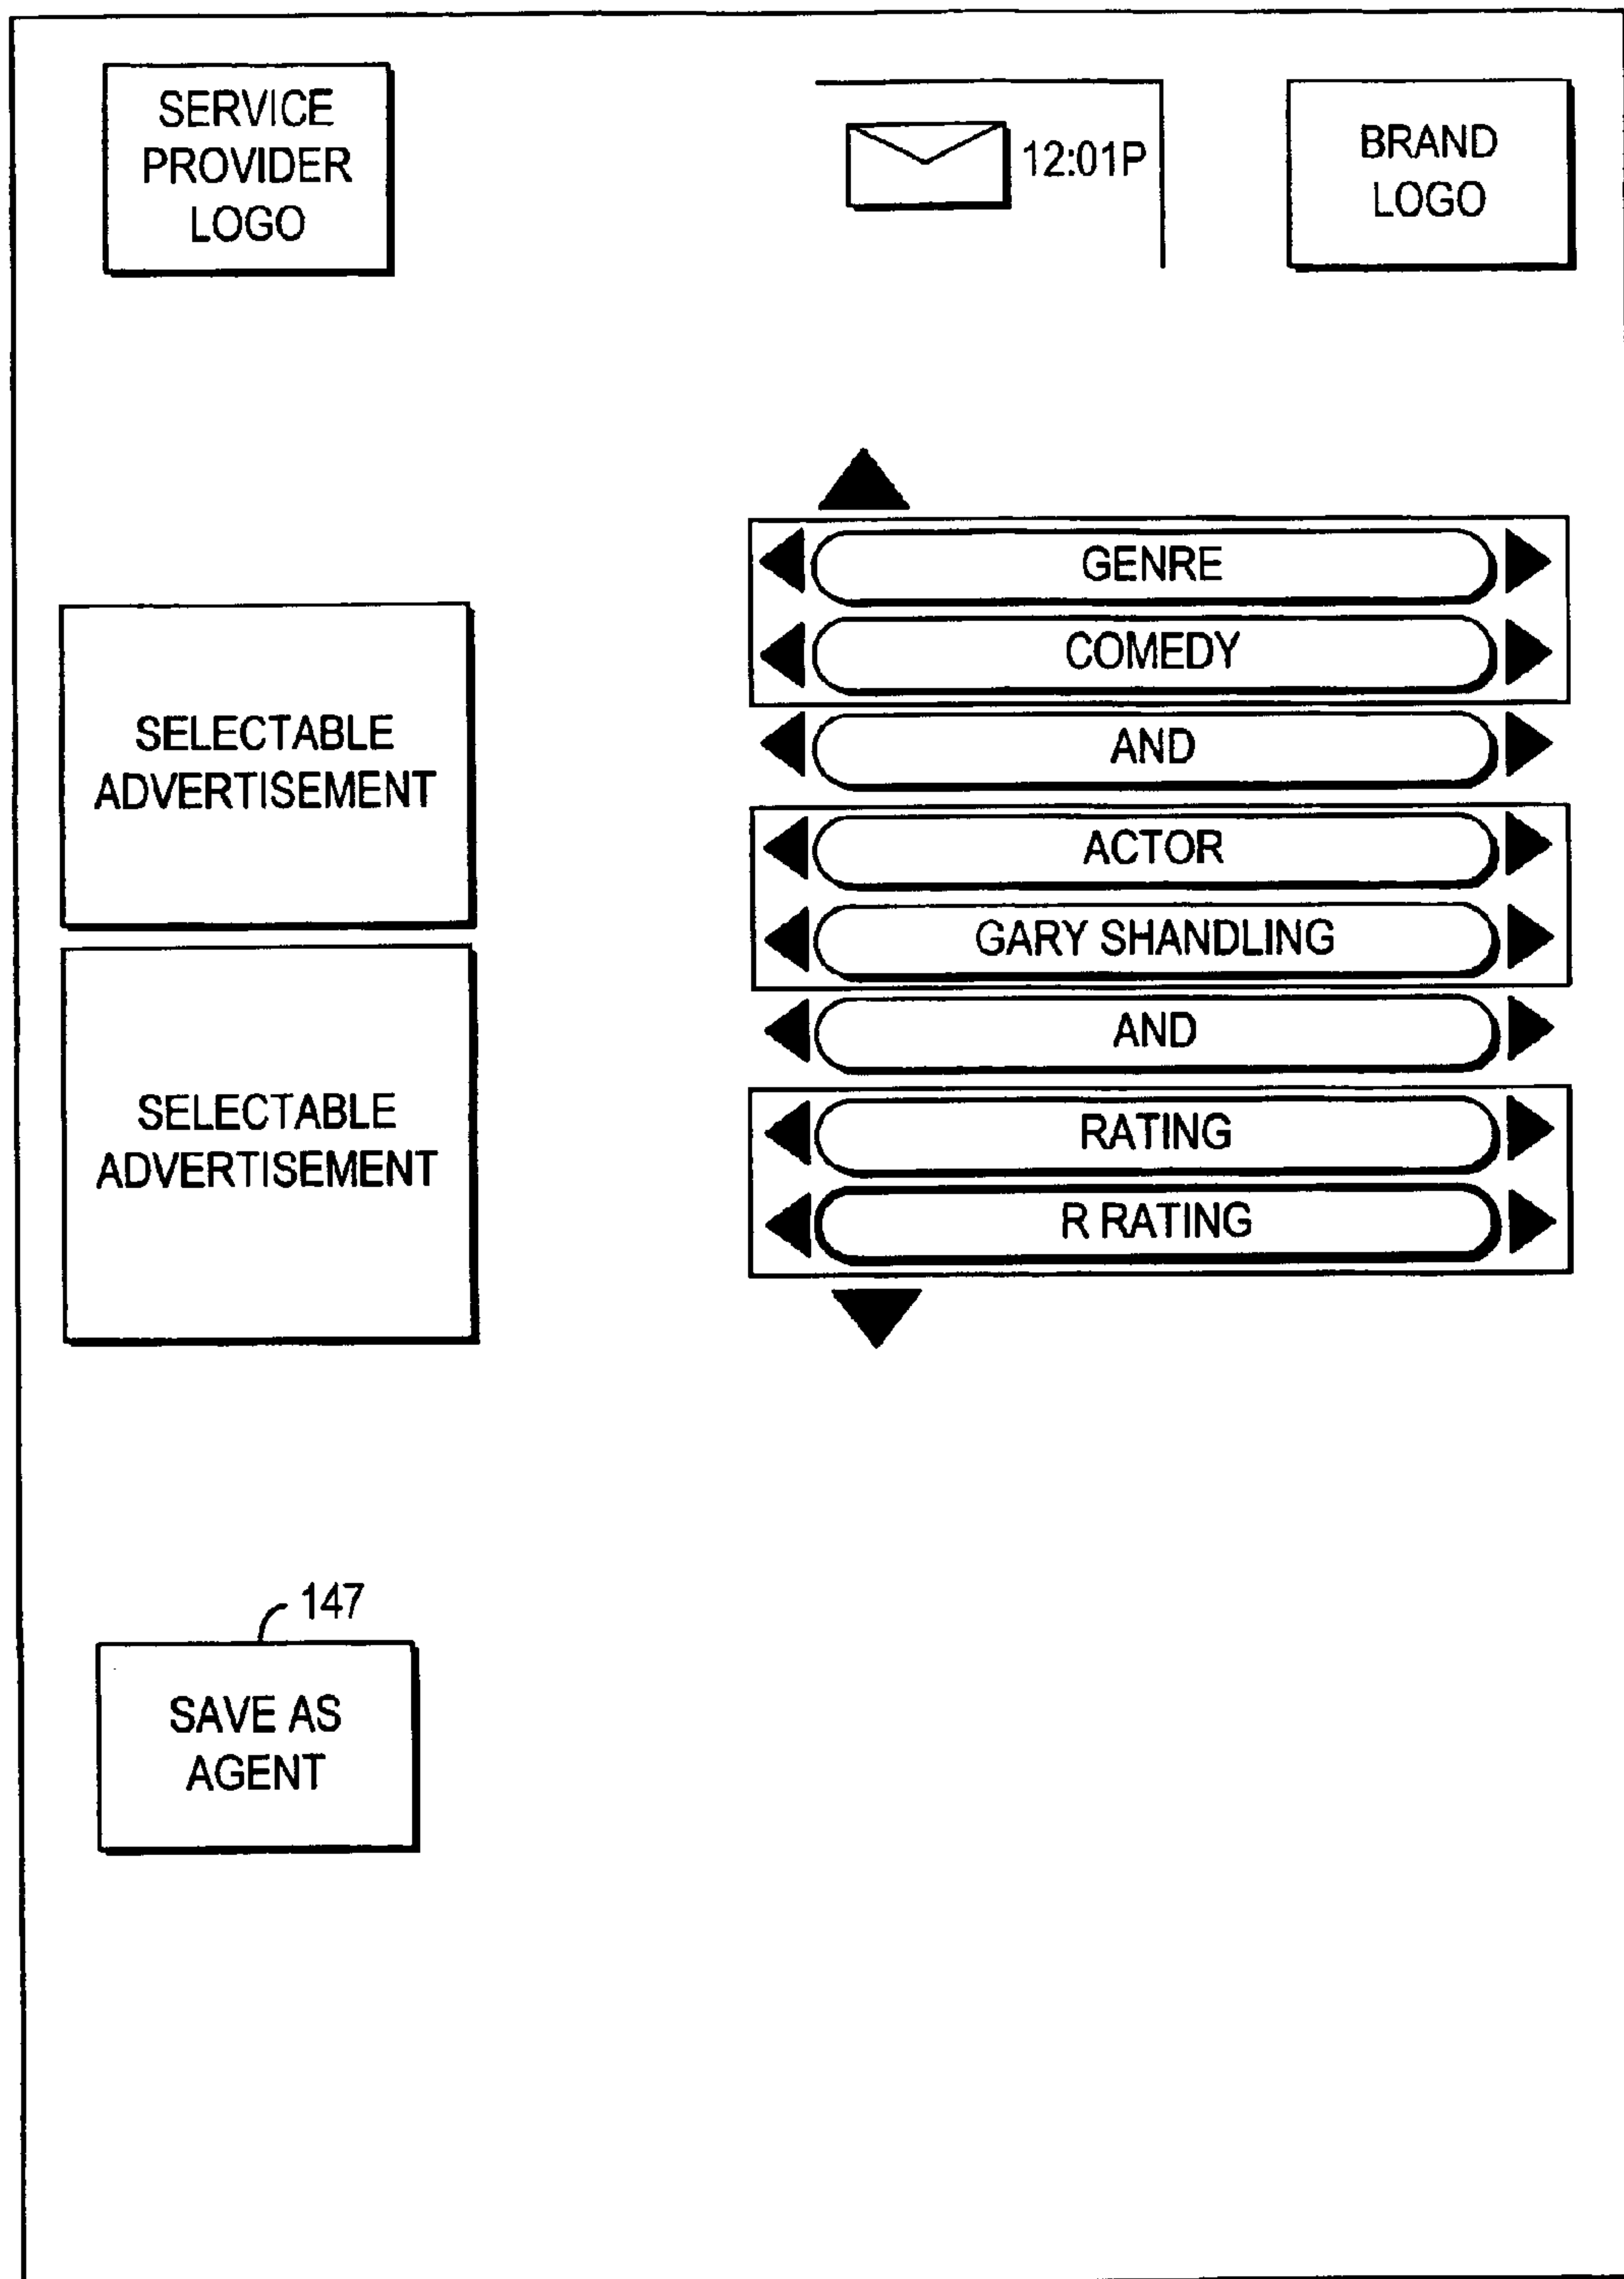 SERVICE
PROVIDER
LOGO
12:01P
BRAND
LOGO
GENRE
COMEDY
AND
ACTOR
GARY SHANDLING
AND
RATING
R RATING
SELECTABLE
ADVERTISEMENT
SELECTABLE
ADVERTISEMENT
147
SAVE AS
AGENT